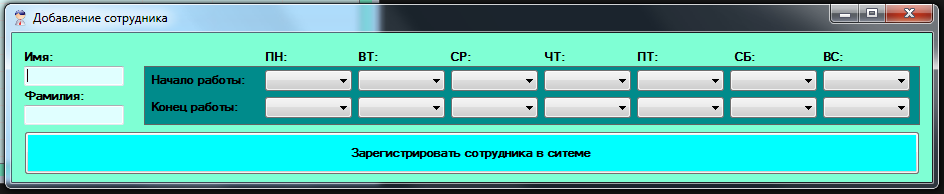 Добавление сотрудника
Имя:
ПН: ВТ: СР: ЧТ: ПТ: СБ: ВС:
Начало работы:
Фамилия:
Конец работы:
Зарегистрировать сотрудника в ситеме